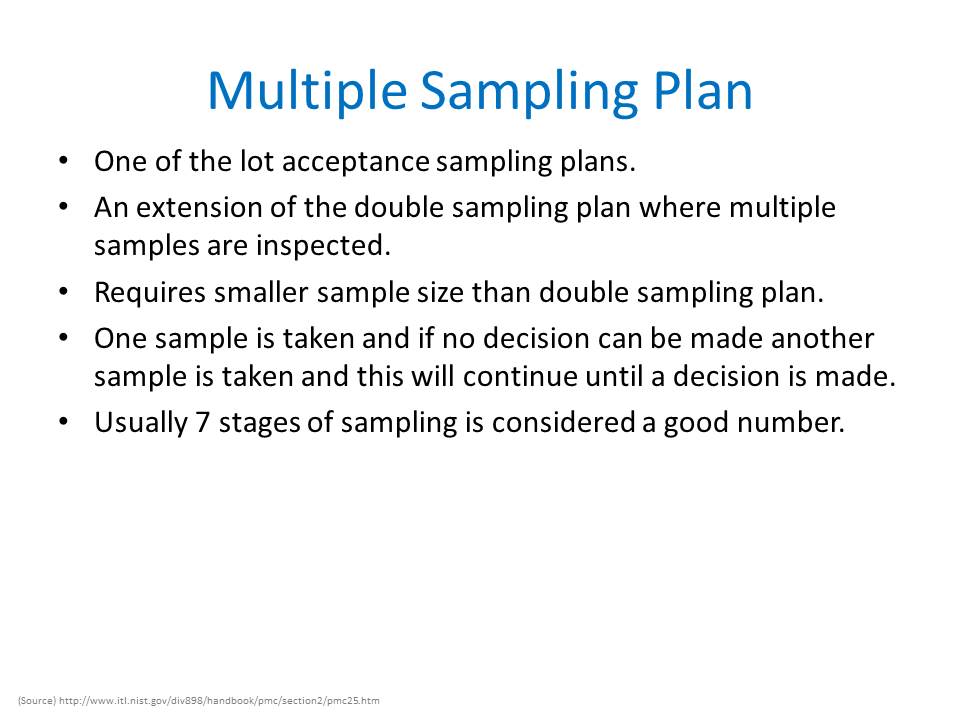 Multiple Sampling Plan
• One of the lot acceptance sampling plans.
• An extension of the double sampling plan where multiple
samples are inspected.
• Requires smaller sample size than double sampling plan.
• One sample is taken and if no decision can be made another
sample is taken and this will continue until a decision is made.
• Usually 7 stages of sampling is considered a good number.
(Source) http://www.itl.nist.gov/div898/handbook/pmc/section2/pmc25.htm